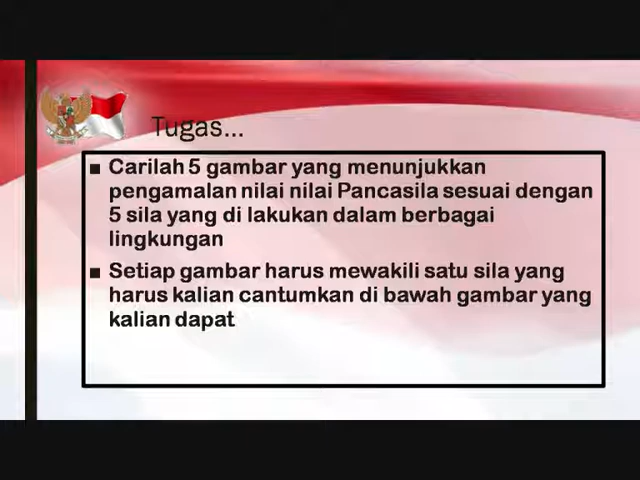 Tugas...
▪ Carilah 5 gambar yang menunjukkan
pengamalan nilai nilai Pancasila sesuai dengan
5 sila yang di lakukan dalam berbagai
lingkungan
▪ Setiap gambar harus mewakili satu sila yang
harus kalian cantumkan di bawah gambar yang
kalian dapat